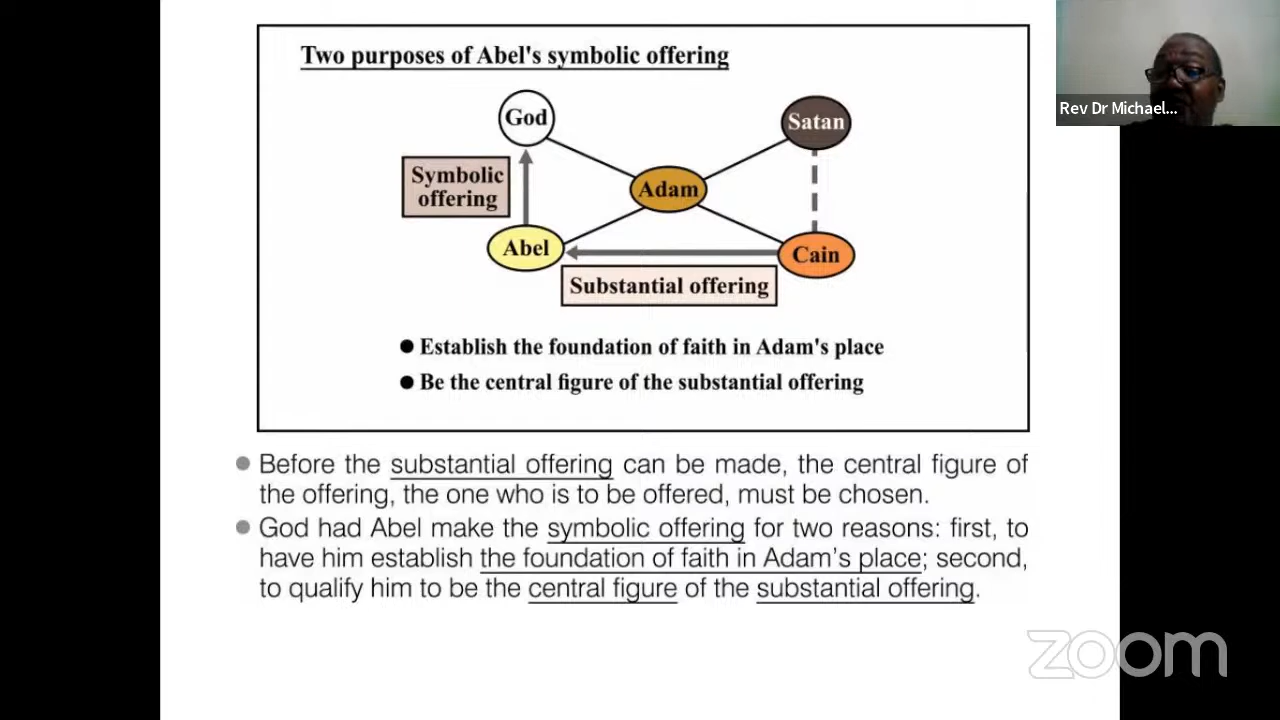 Two purposes of Abel's symbolic offering
God
Satan
Symbolic
offering
Adam
Abel
Cain
Substantial offering
● Establish the foundation of faith in Adam's place
● Be the central figure of the substantial offering
● Before the substantial offering can be made, the central figure of
the offering, the one who is to be offered, must be chosen.
● God had Abel make the symbolic offering for two reasons: first, to
have him establish the foundation of faith in Adam's place; second,
to qualify him to be the central figure of the substantial offering.
Rev Dr Michael...
zoom